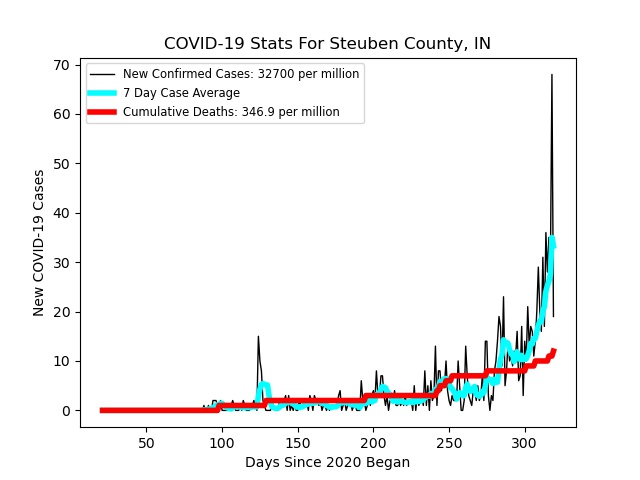 COVID-19 Stats For Steuben County, IN
New Confirmed Cases: 32700 per million
7 Day Case Average
Cumulative Deaths: 346.9 per million
New COVID-19 Cases
70
60
50
40
30
20
10
0
50 100 150 200 250 300
Days Since 2020 Began